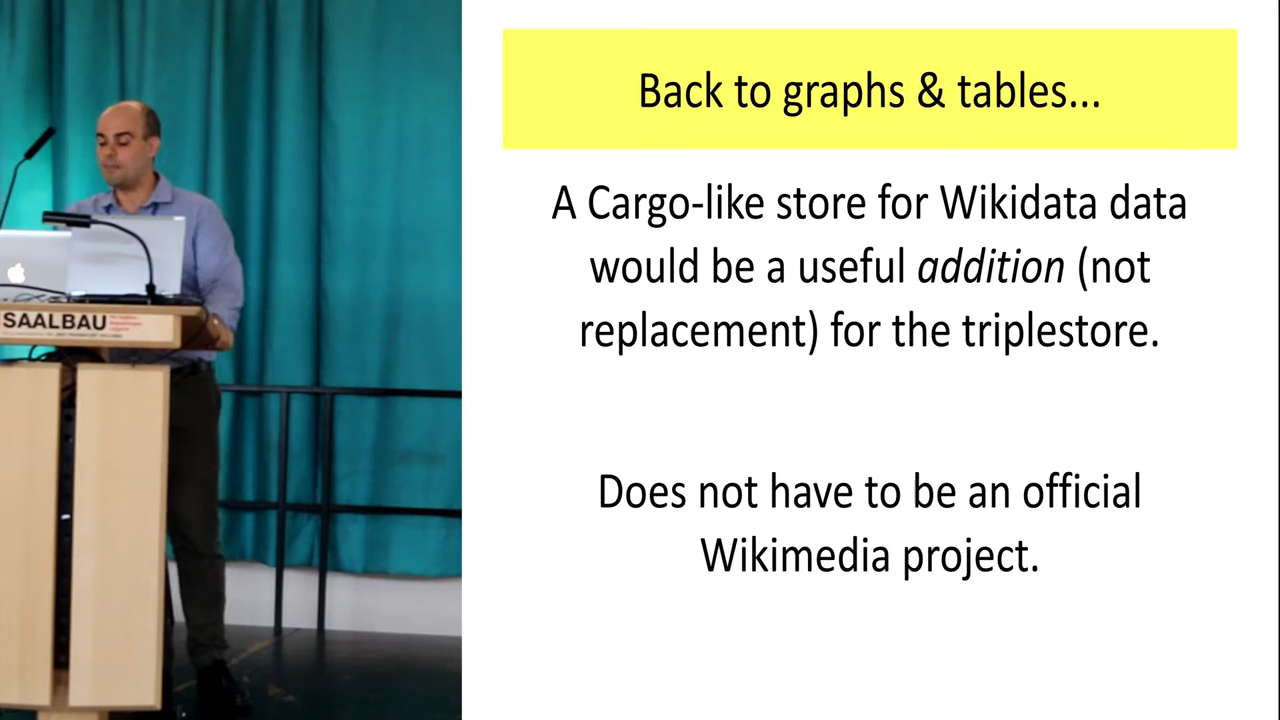 Back to graphs & tables...
A Cargo-like store for Wikidata data
would be a useful addition (not
replacement) for the triplestore.
Does not have to be an official
Wikimedia project.
SAALBAU